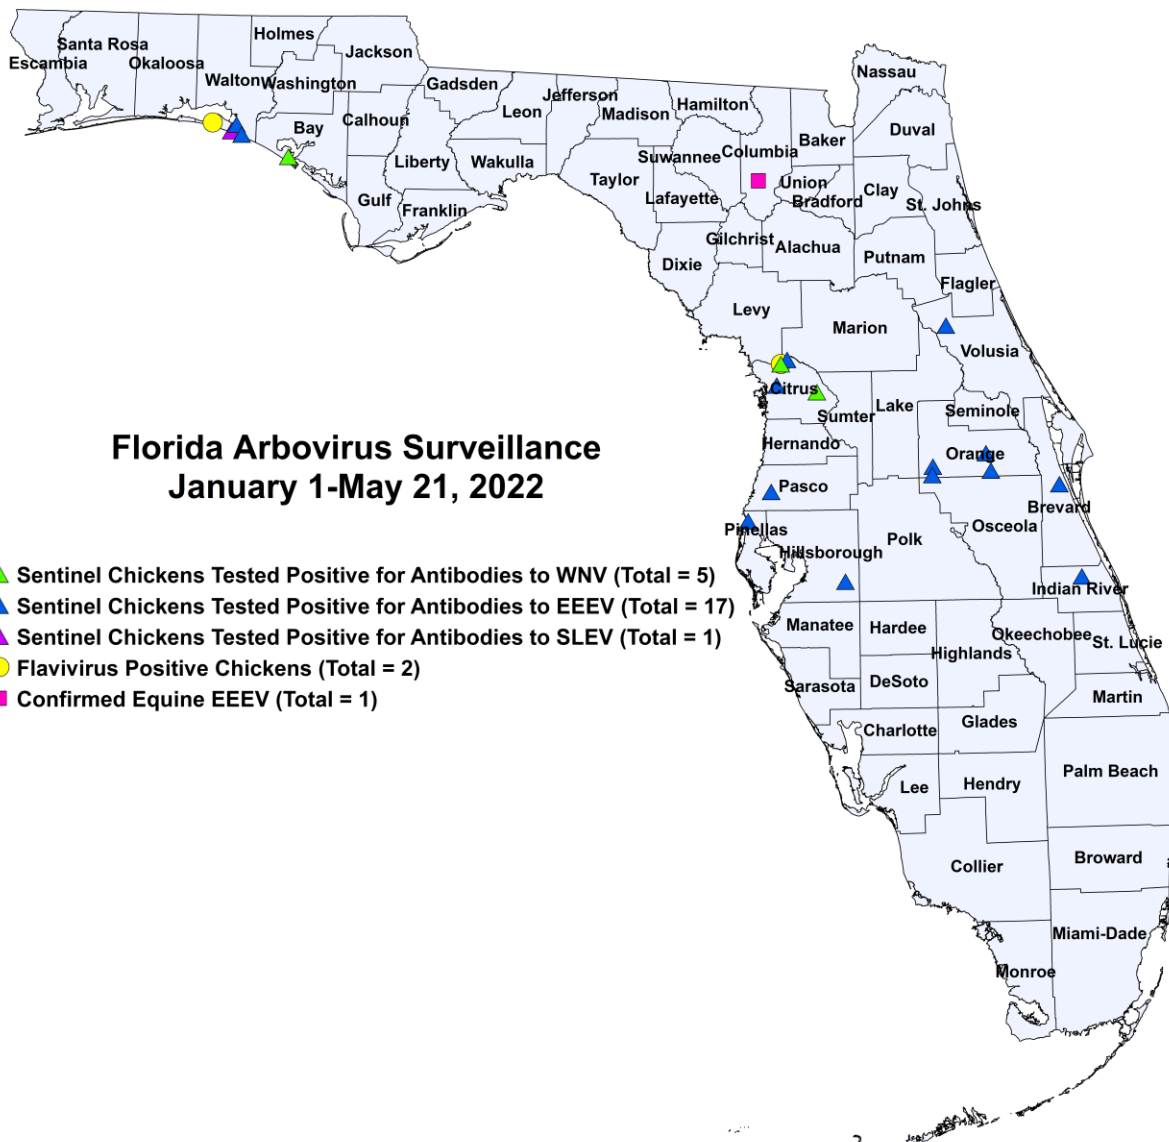 Holmes
Santa Rosa
Jackson
Escambia
Okaloosa
Walton
Washington
Gadsden
Jefferson
Leon
Madison
Hamilton
Nassau
Bay
Calhoun
Duval
Baker
Liberty
Wakulla
Suwannee
Columbia
Taylor
Union
Lafayette
Bradford
Clay
St. Johns
Gulf
Franklin
Gilchrist
Alachua
Dixie
Putnam
Flagler
Levy
Marion
Volusia
Citrus
Sumter
Lake
Seminole
Hernando
Orange
Florida Arbovirus Surveillance
January 1-May 21, 2022
Pasco
Brevard
Pinellas
Osceola
Hillsborough
Polk
Sentinel Chickens Tested Positive for Antibodies to WNV (Total = 5)
Sentinel Chickens Tested Positive for Antibodies to EEEV (Total = 17)
Sentinel Chickens Tested Positive for Antibodies to SLEV (Total = 1)
Flavivirus Positive Chickens (Total = 2)
Confirmed Equine EEEV (Total = 1)
Indian River
Manatee
Hardee
Okeechobee
St. Lucie
Highlands
Sarasota
DeSoto
Martin
Charlotte
Glades
Palm Beach
Lee
Hendry
Collier
Broward
Miami-Dade
Monroe